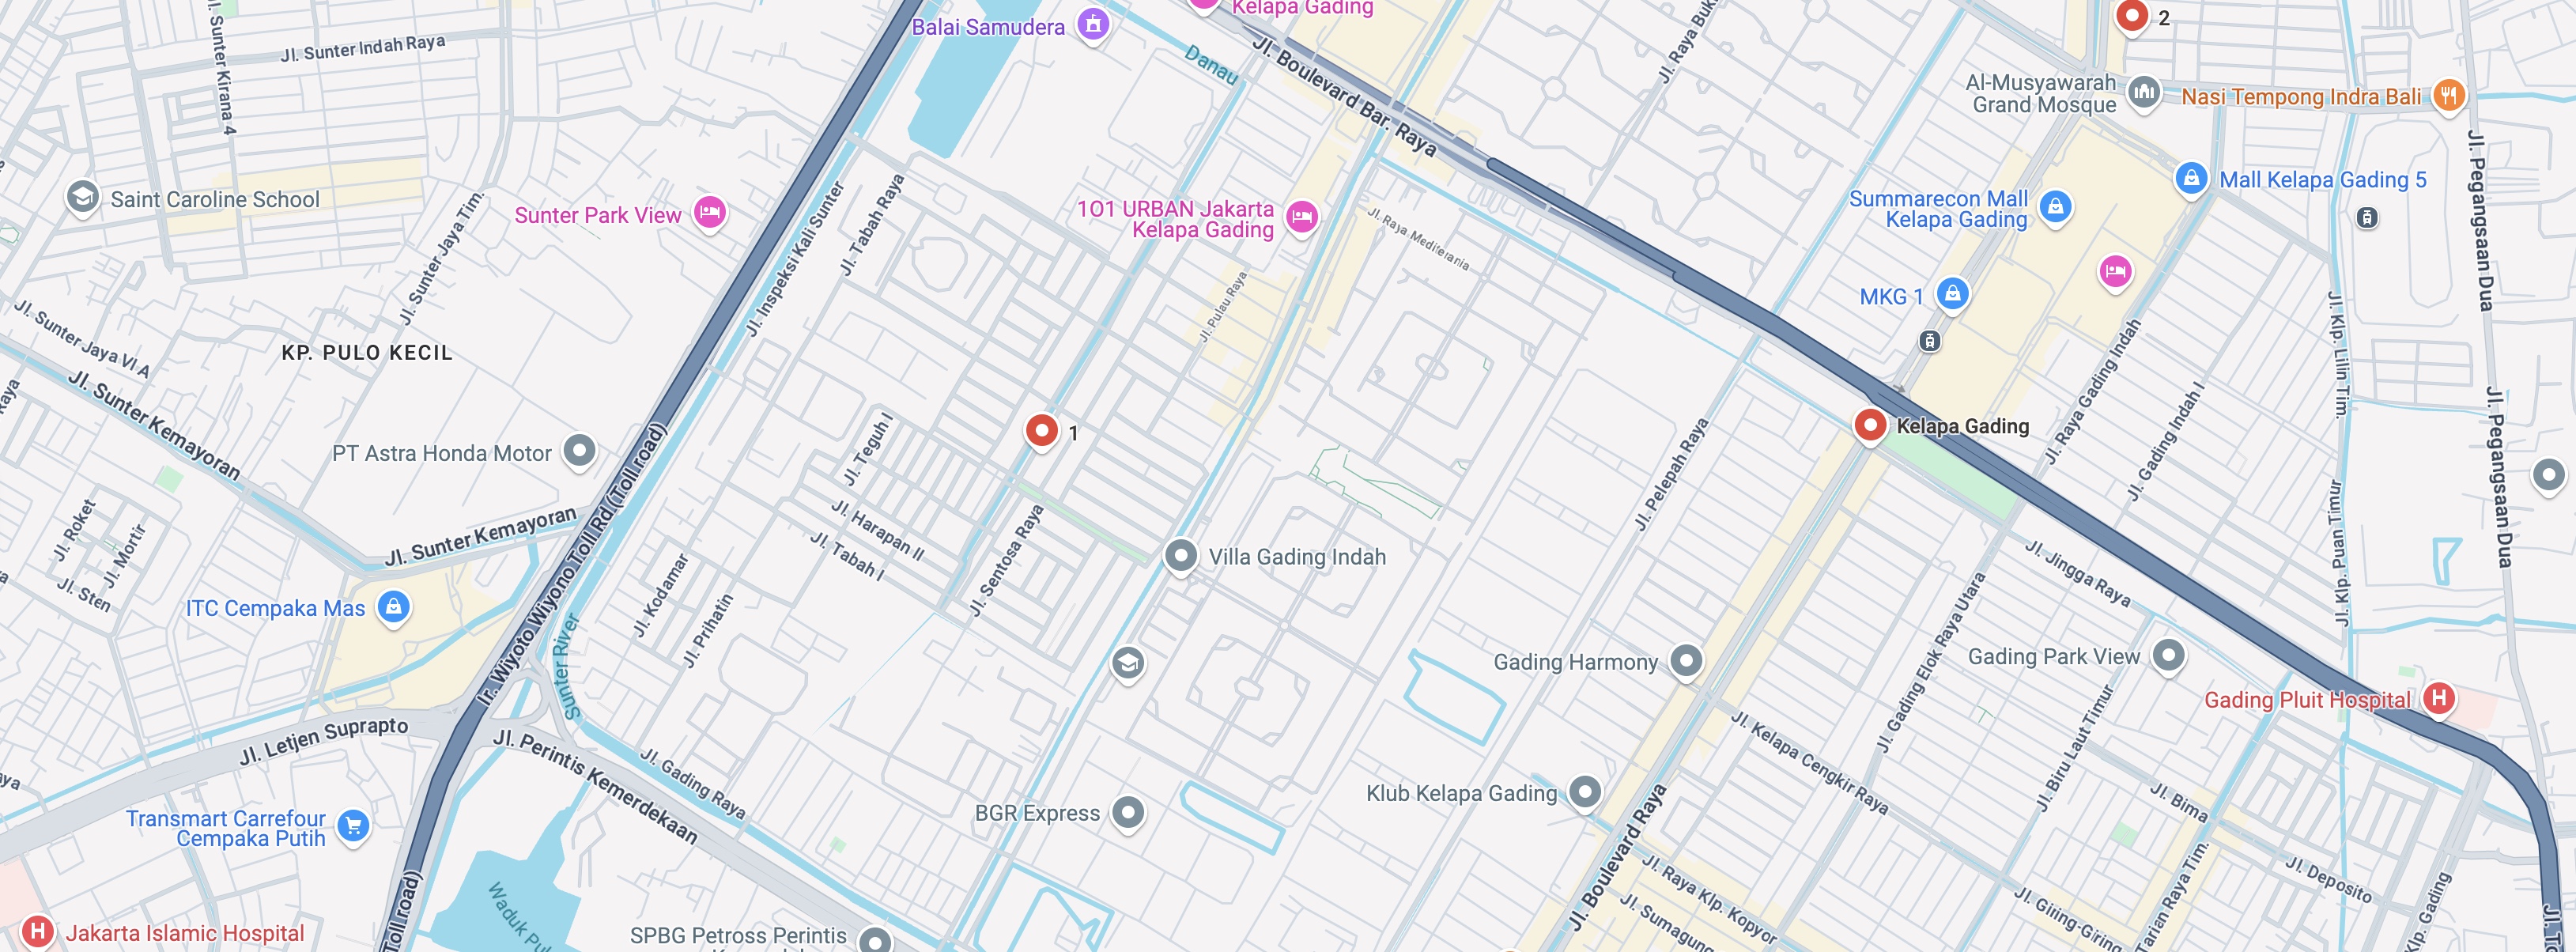 Kelapa Gading
Balai Samudera
Danau
Jl. Boulevard Bar. Raya
2
Jl. Sunter Indah Raya
Jl. Sunter Kirana 4
Al-Musyawarah
Grand Mosque
Nasi Tempong Indra Bali
Jl. Pegangsaan Dua
Mall Kelapa Gading 5
Summarecon Mall
Kelapa Gading
Saint Caroline School
Sunter Park View
Jl. Sunter Jaya Tim.
Jl. Inspeksi Kali Sunter
Jl. Tabah Raya
1O1 URBAN Jakarta
Kelapa Gading
Jl. Raja Mediterania
Jl. Pulau Raya
MKG 1
Jl. Sunter Jaya VI A
KP. PULO KECIL
Jl. Klp. Lilin Tim
Jl. Raya Gading Indah
Jl. Gading Indah I
Jl. Pegangsaan Dua
Raya
Jl. Sunter Kemayoran
PT Astra Honda Motor
Jl. Teguh I
1
Jl. Pelepah Raya
Kelapa Gading
Jl. Kd. Puan Timur
Jl. Roket
Jl. Mortir
Jl. Sten
Jl. Sunter Kemayoran
Ir. Wiyoto Wiyono Toll Rd (Toll road)
Jl. Harapan II
Jl. Tabah I
Jl. Sentosa Raya
Villa Gading Indah
Jl. Jingga Raya
ITC Cempaka Mas
Sunter River
Jl. Kodamar
Jl. Prihatin
Gading Harmony
Jl. Gading Elok Raya Utara
Gading Park View
Gading Pluit Hospital
Jl. Letjen Suprapto
Jl. Perintis Kemerdekaan
Jl. Gading Raya
Jl. Kelapa Cengkir Raya
Jl. Biru Laut Timur
Jl. Bima
Transmart Carrefour
Cempaka Putih
BGR Express
Klub Kelapa Gading
Jl. Boulevard Raya
Jl. Raya Klp. Kopyor
Jl. Deposito
Jl. Giring-Giring
Tarian Raya Tim.
Klp. Gading
Toll road)
Jakarta Islamic Hospital
SPBG Petross Perintis